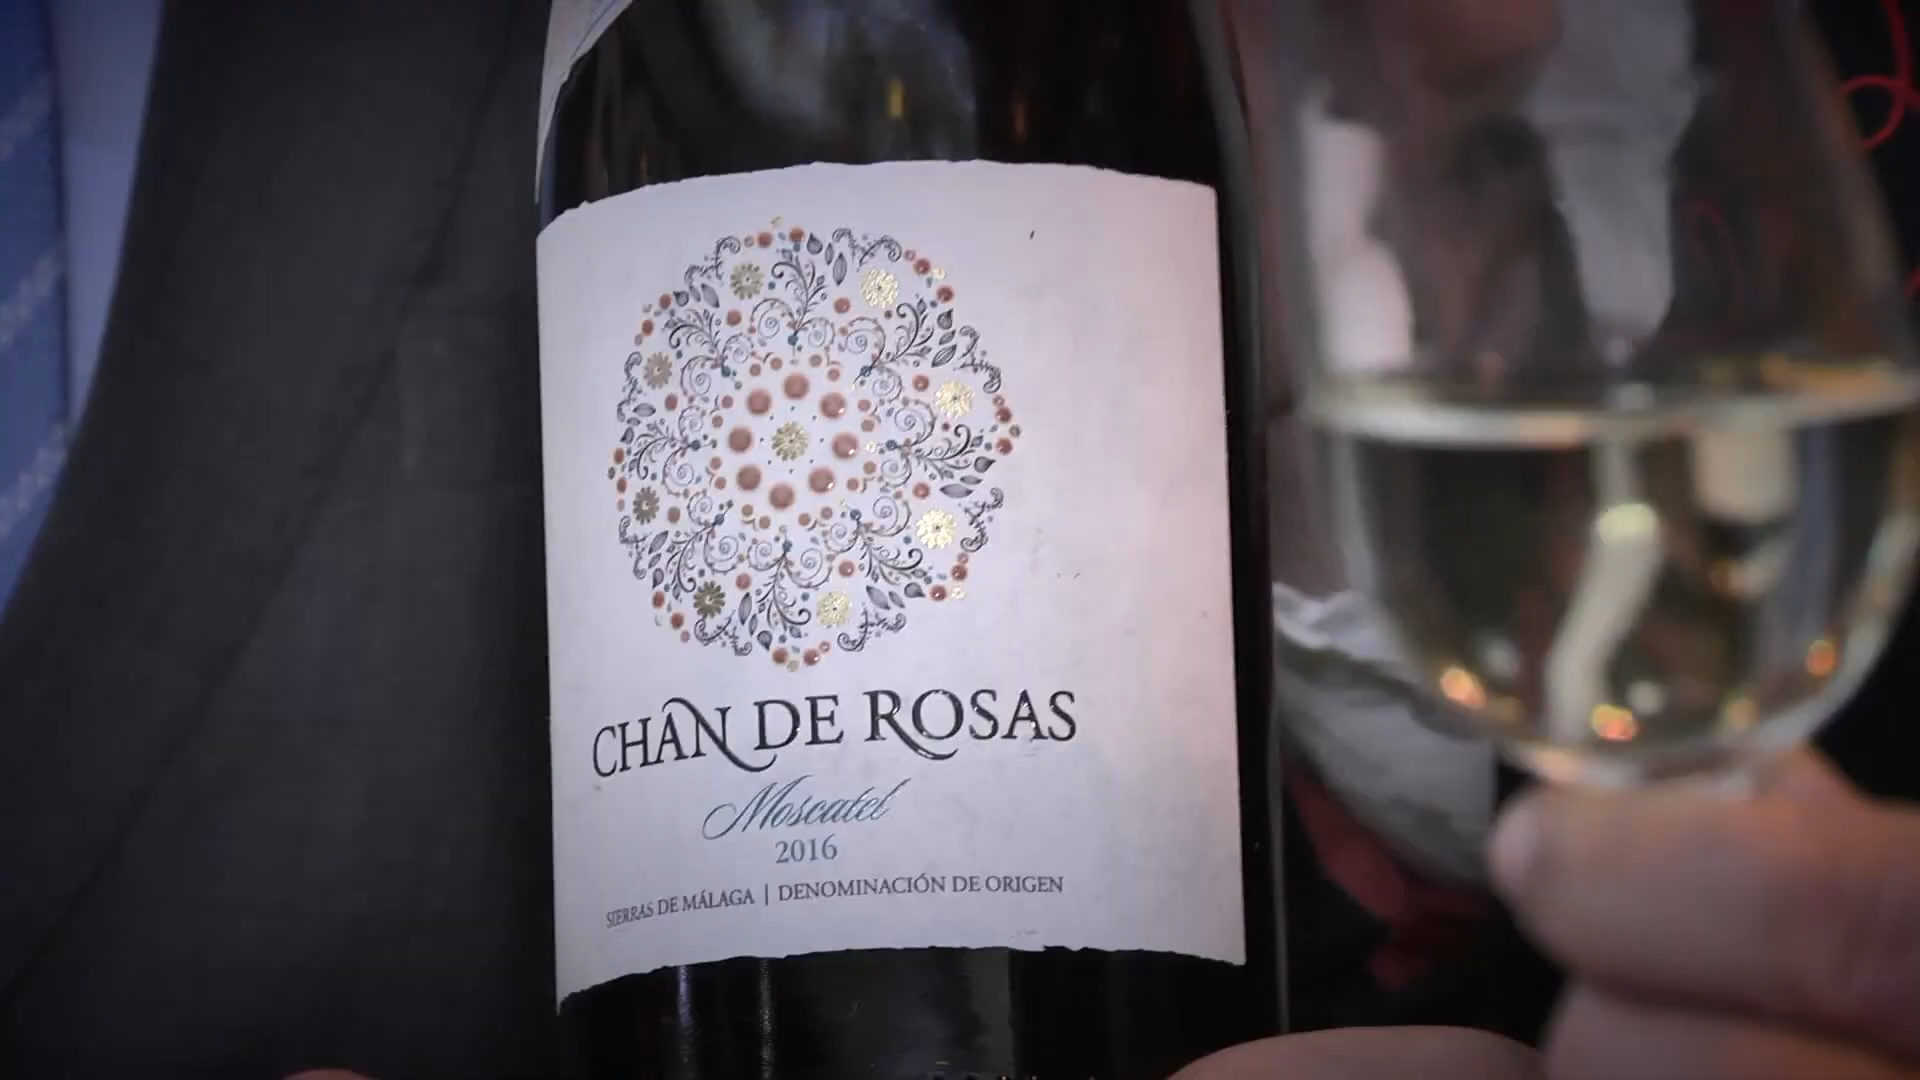 CHAN DE ROSAS
Moscatel
2016
SIERRAS DE MÁLAGA | DENOMINACIÓN DE ORIGEN